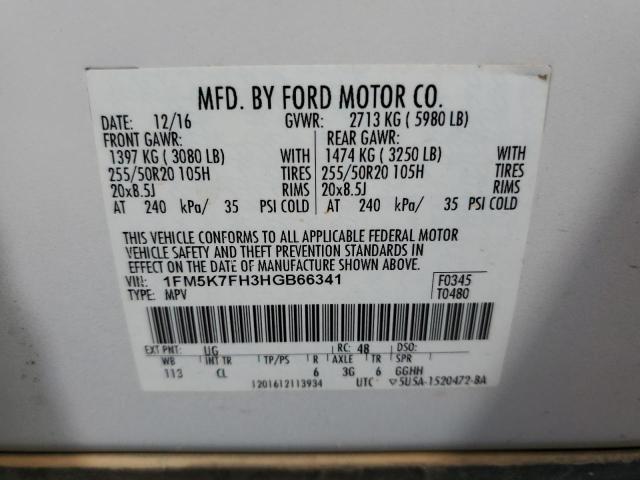 MFD. BY FORD MOTOR CO.
DATE: 12/16 GVWR: 2713 KG ( 5980 LB)
FRONT GAWR: REAR GAWR:
1397 KG ( 3080 LB) WITH 1474 KG ( 3250 LB) WITH
255/50R20 105H TIRES 255/50R20 105H TIRES
20x8.5J RIMS 20x8.5J RIMS
AT 240 kPa/ 35 PSI COLD AT 240 kPa/ 35 PSI COLD
THIS VEHICLE CONFORMS TO ALL APPLICABLE FEDERAL MOTOR
VEHICLE SAFETY AND THEFT PREVENTION STANDARDS IN
EFFECT ON THE DATE OF MANUFACTURE SHOWN ABOVE.
VIN: 1FM5K7FH3HGB66341 F0345
TYPE: MPV T0480
EXT PNT: UG RC: 48 DSO:
WB INT TR TP/PS R AXLE TR SPR
113 CL 6 3G 6 GGHH
1201612113934 UTC ▽5U5A-1520472-BA